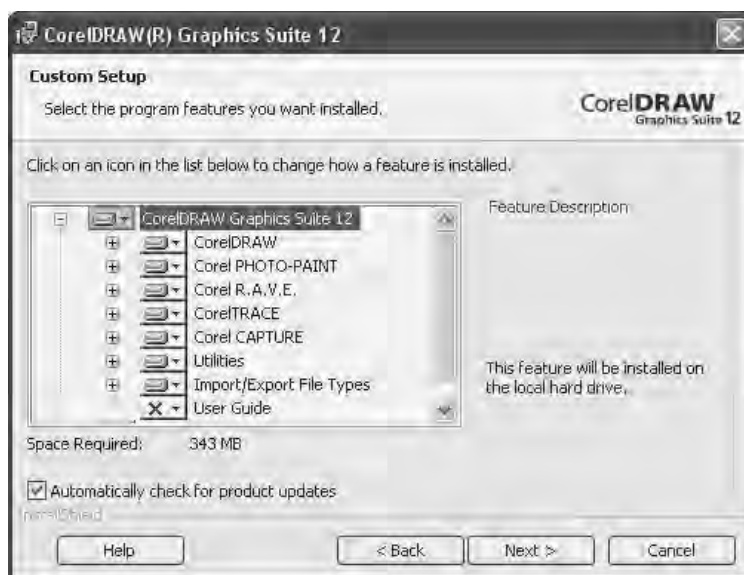 CorelDRAW(R) Graphics Suite 12
Custom Setup
Select the program features you want installed.
CorelDRAW
Graphics Suite 12
Click on an icon in the list below to change how a feature is installed.
CorelDRAW Graphics Suite 12
CorelDRAW
Corel PHOTO-PAINT
Corel R.A.V.E.
CorelTRACE
Corel CAPTURE
Utilities
Import/Export File Types
User Guide
Feature Description
This feature will be installed on
the local hard drive.
Space Required: 343 MB
Automatically check for product updates
InstallShield
Help
< Back
Next >
Cancel